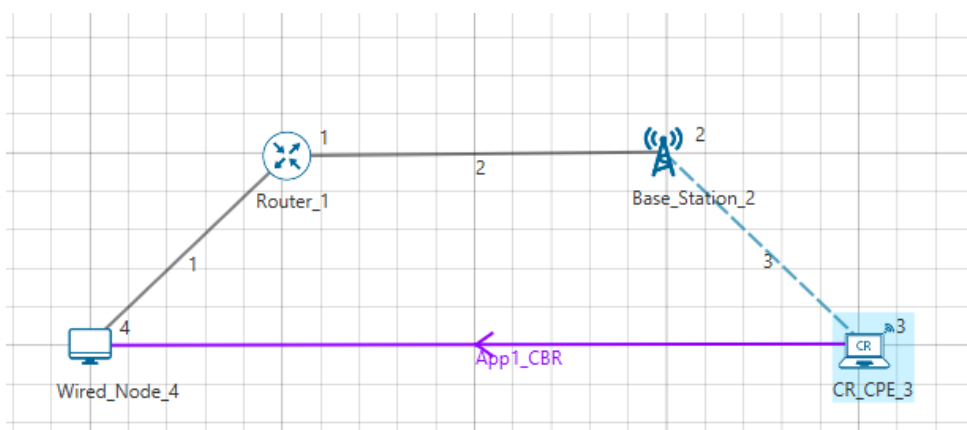 1
2
2
Router_1
Base_Station_2
1
3
4
3
App1_CBR
CR
Wired_Node_4
CR_CPE_3